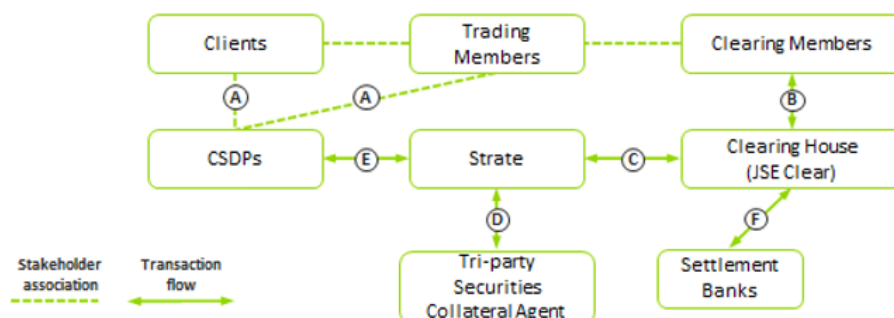 Clients
Trading
Members
Clearing Members
A
A
B
CSDPs
E
Strate
C
Clearing House
(JSE Clear)
D
F
Stakeholder
association
Transaction
flow
Tri-party
Securities
Collateral Agent
Settlement
Banks